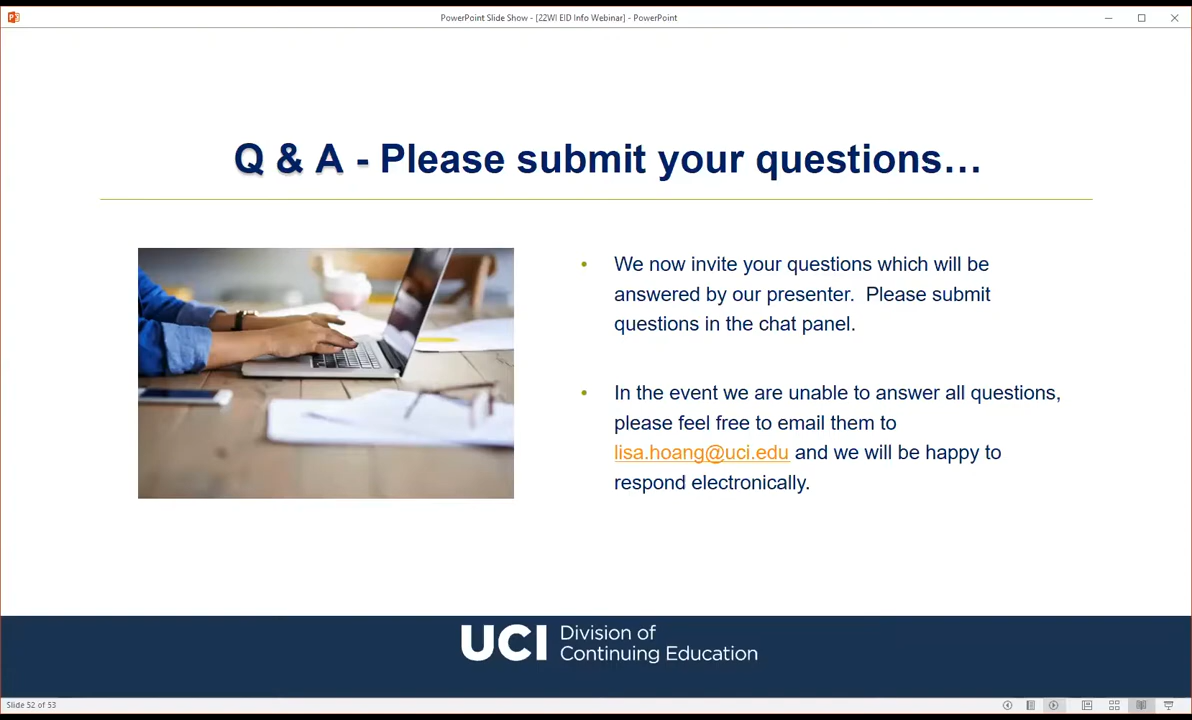 PowerPoint Slide Show - [22WI EID Info Webinar] - PowerPoint
Q & A - Please submit your questions…
• We now invite your questions which will be
answered by our presenter.  Please submit
questions in the chat panel.
• In the event we are unable to answer all questions,
please feel free to email them to
lisa.hoang@uci.edu and we will be happy to
respond electronically.
UCI Division of
Continuing Education
Slide 52 of 53